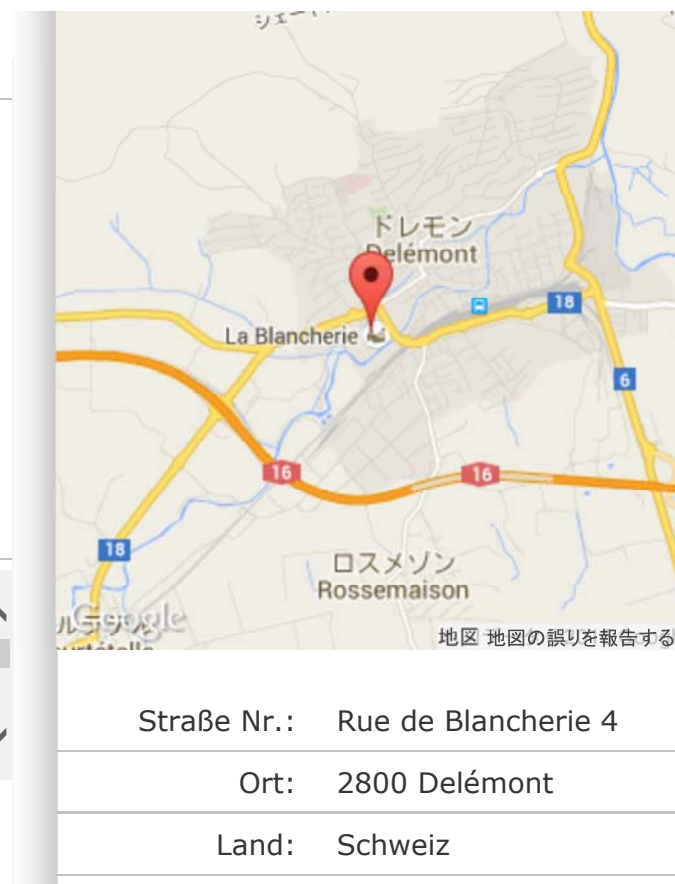 ドレモン
Delémont
18
La Blancherie
6
16
16
18
ロスメゾン
Rossemaison
Google
地図 地図の誤りを報告する
Straße Nr.: Rue de Blancherie 4
Ort: 2800 Delémont
Land: Schweiz